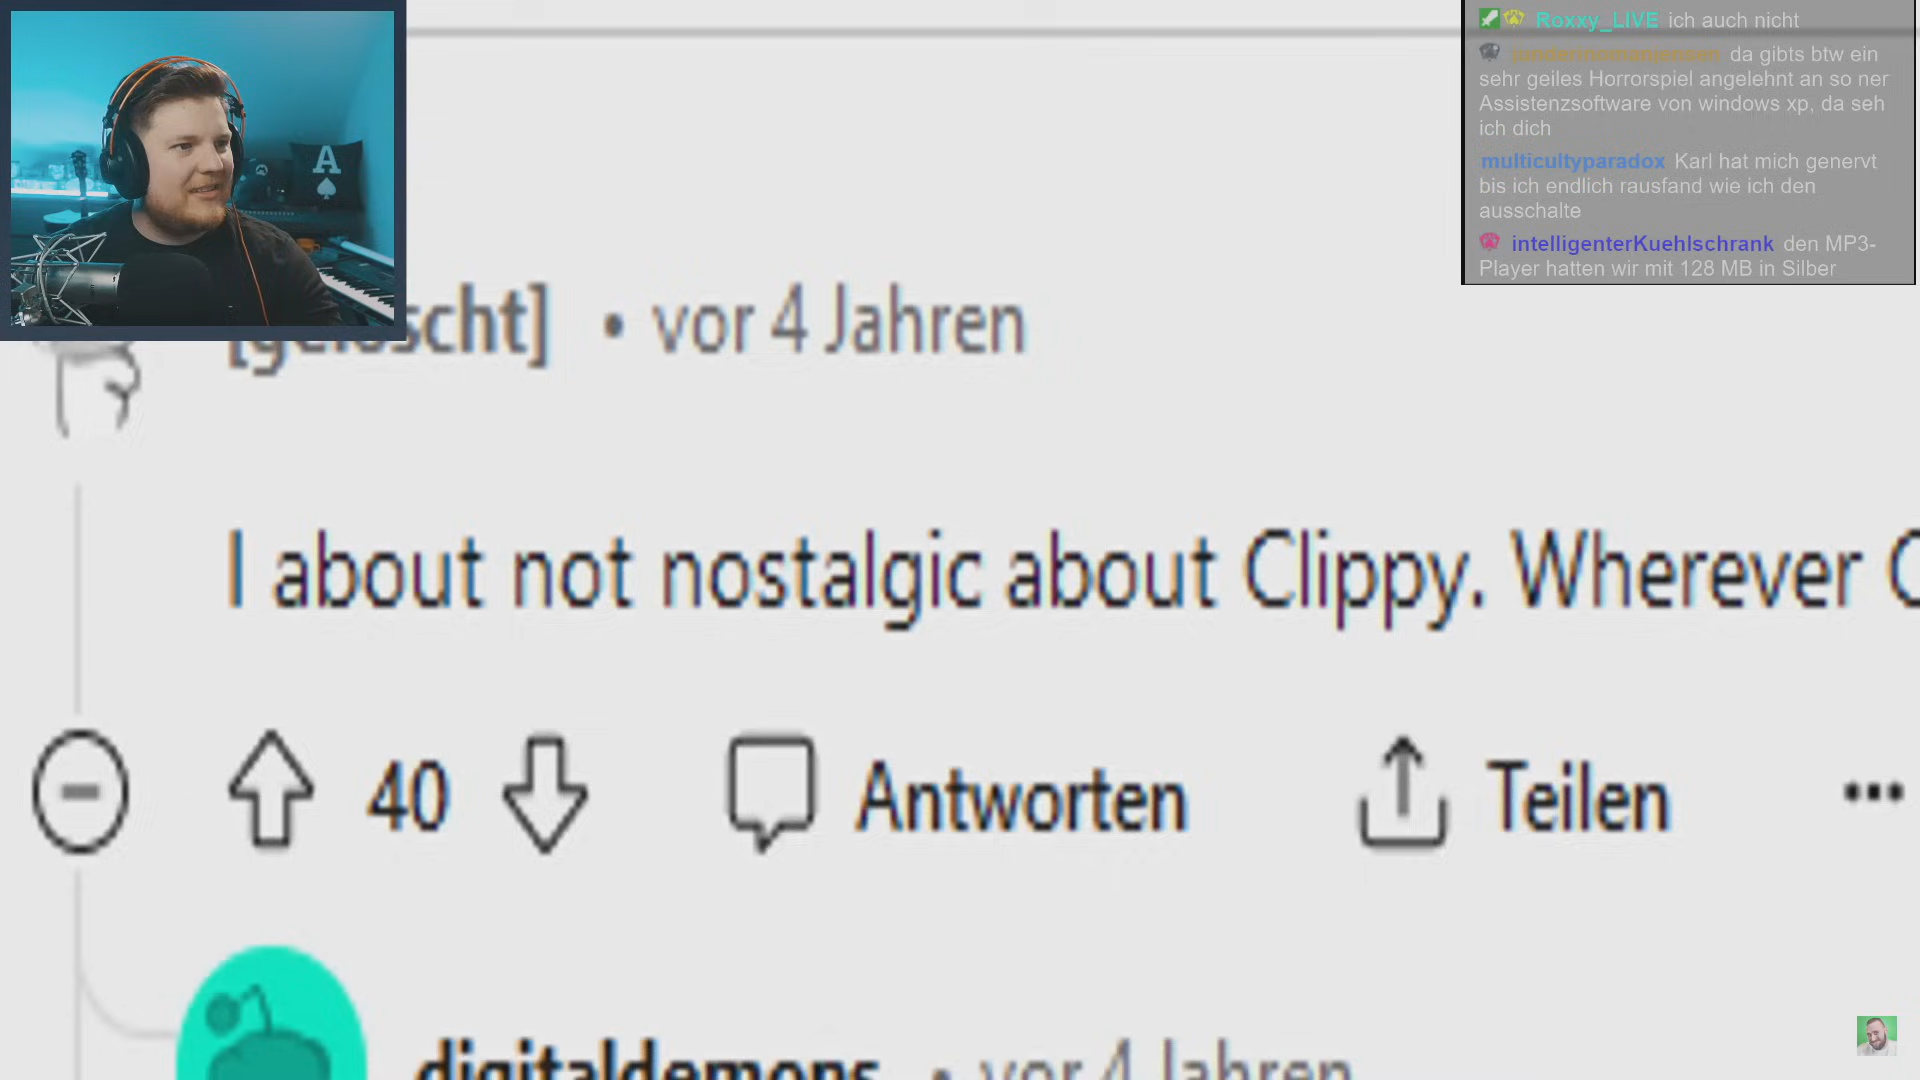 Roxxy_LIVE ich auch nicht
da gibts btw ein
sehr geiles Horrorspiel angelehnt an so ner
Assistenzsoftware von windows xp, da seh
ich dich
multicultyparadox Karl hat mich genervt
bis ich endlich rausfand wie ich den
ausschalte
intelligenterKuehlschrank den MP3-
Player hatten wir mit 128 MB in Silber
A
[gelöscht] • vor 4 Jahren
I about not nostalgic about Clippy. Wherever C
40 Antworten Teilen
digitaldemons • vor 4 Jahren